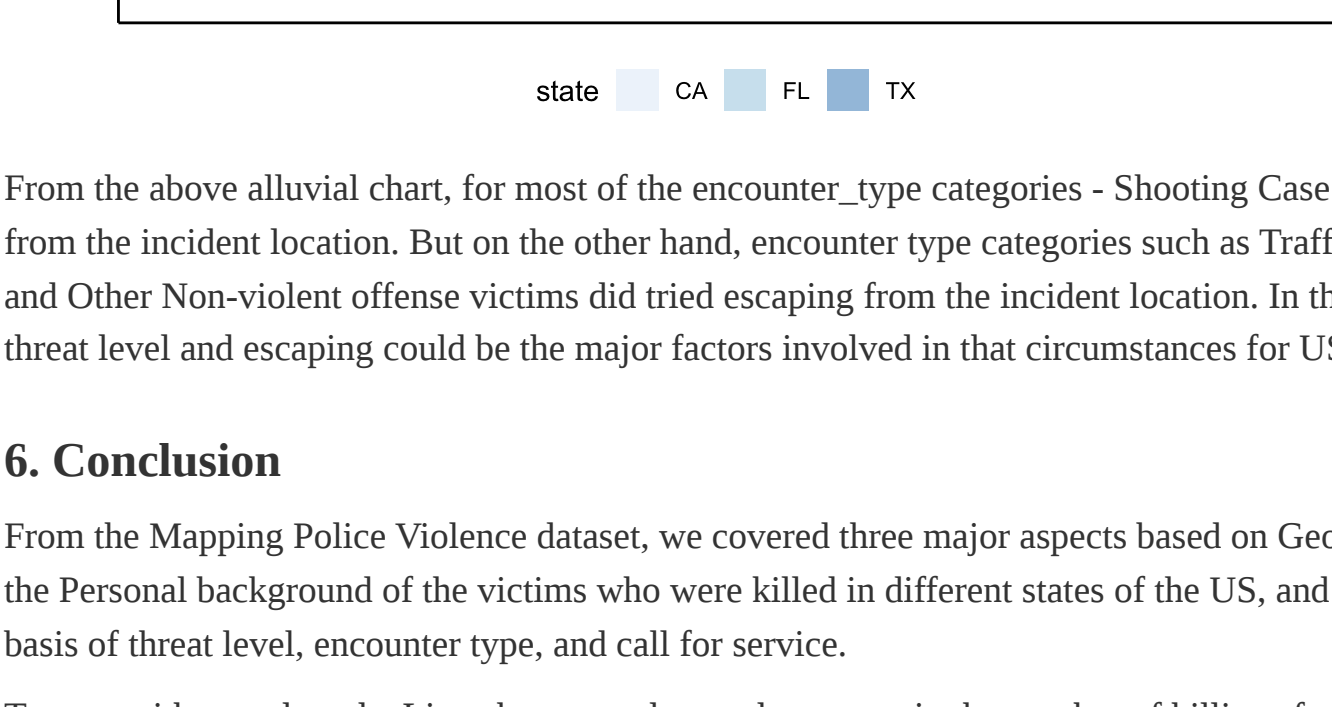 state CA FL TX
From the above alluvial chart, for most of the encounter_type categories - Shooting Case
from the incident location. But on the other hand, encounter type categories such as
and Other Non-violent offense victims did tried escaping from the incident location. In
threat level and escaping could be the major factors involved in that circumstances for
6. Conclusion
From the Mapping Police Violence dataset, we covered three major aspects based on
the Personal background of the victims who were killed in different states of the US, and
basis of threat level, encounter type, and call for service.